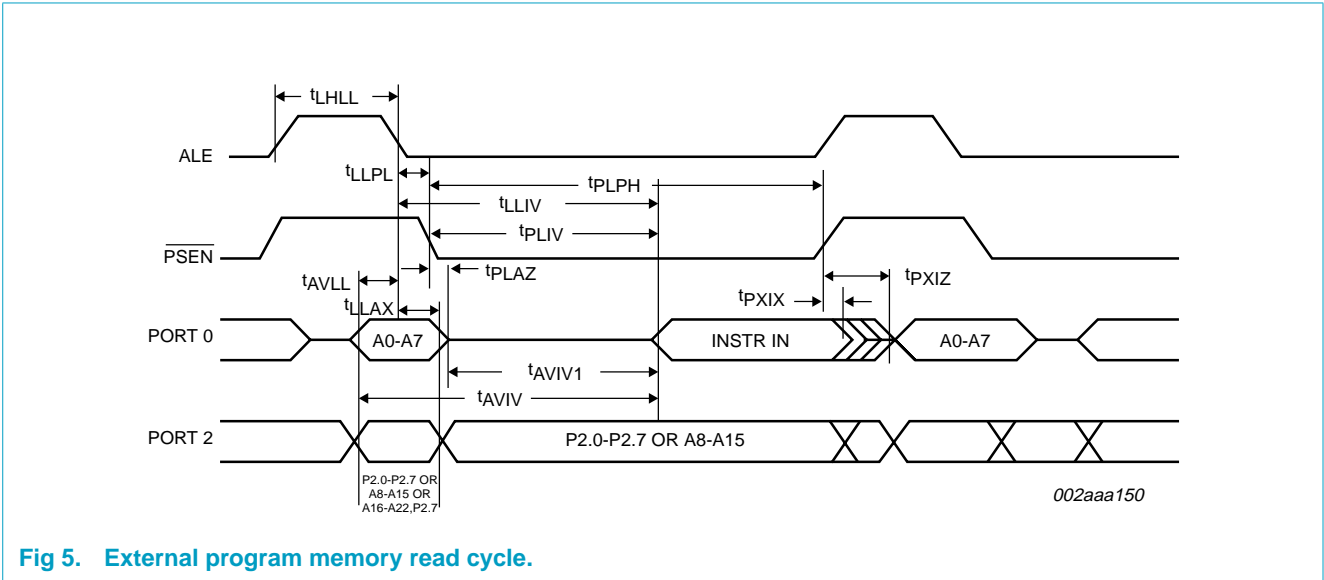 tLHLL
ALE
tLLPL
tPLPH
tLLIV
tPLIV
PSEN
tPLAZ
tAVLL
tPXIZ
tLLAX
tPXIX
PORT 0
A0-A7
INSTR IN
A0-A7
tAVIV1
tAVIV
PORT 2
P2.0-P2.7 OR A8-A15
P2.0-P2.7 OR
A8-A15 OR
A16-A22,P2.7
002aaa150
Fig 5. External program memory read cycle.